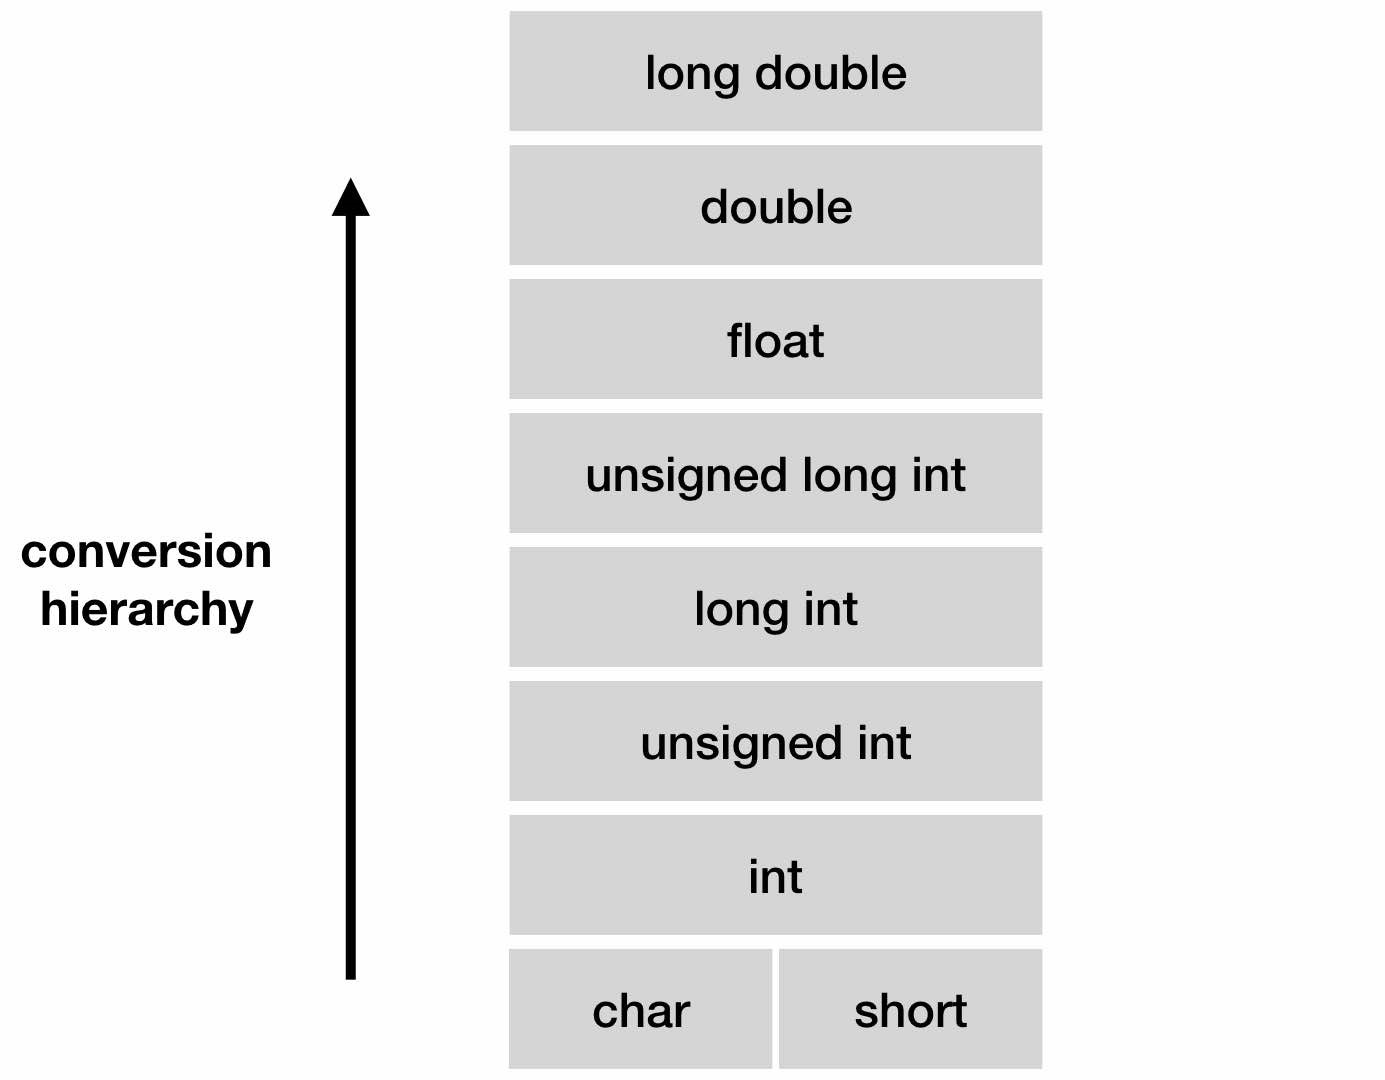 long double
double
float
unsigned long int
conversion
hierarchy
long int
unsigned int
int
char
short